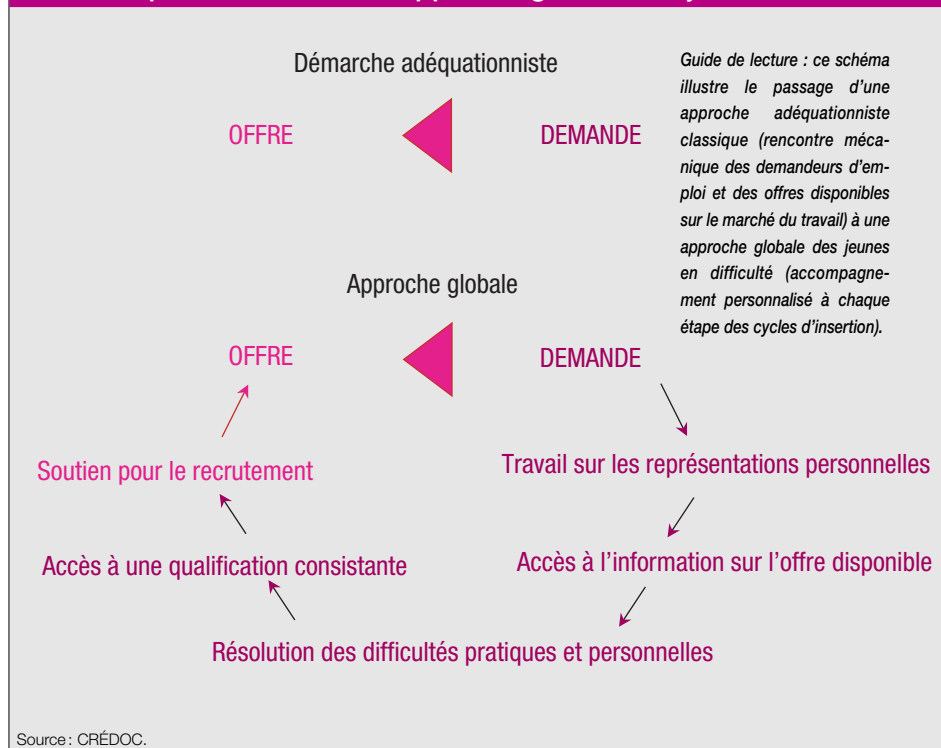 Démarche adéquationniste
OFFRE
DEMANDE
Guide de lecture : ce schéma
illustre le passage d'une
approche adéquationniste
classique (rencontre méca-
nique des demandeurs d'em-
ploi et des offres disponibles
sur le marché du travail) à une
approche globale des jeunes
en difficulté (accompagne-
ment personnalisé à chaque
étape des cycles d'insertion).
Approche globale
OFFRE
DEMANDE
Soutien pour le recrutement
Travail sur les représentations personnelles
Accès à une qualification consistante
Accès à l'information sur l'offre disponible
Résolution des difficultés pratiques et personnelles
Source : CRÉDOC.